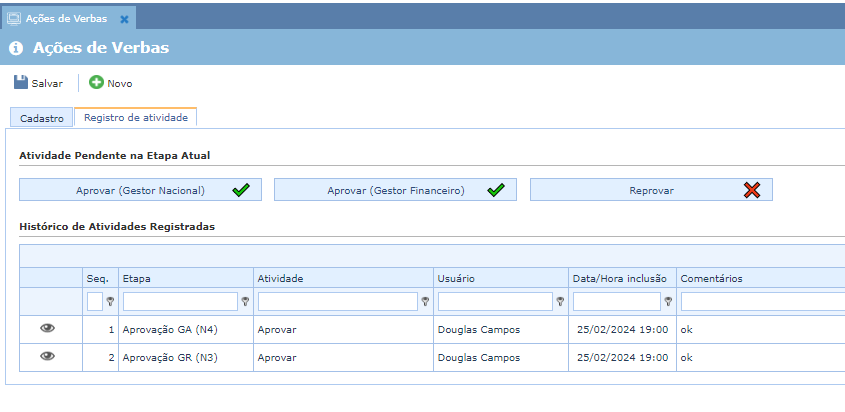 Ações de Verbas
Ações de Verbas
Salvar Novo
Cadastro Registro de atividade
Atividade Pendente na Etapa Atual
Aprovar (Gestor Nacional) Aprovar (Gestor Financeiro) Reprovar
Histórico de Atividades Registradas
Seq. Etapa Atividade Usuário Data/Hora inclusão Comentários
1 Aprovação GA (N4) Aprovar Douglas Campos 25/02/2024 19:00 ok
2 Aprovação GR (N3) Aprovar Douglas Campos 25/02/2024 19:00 ok